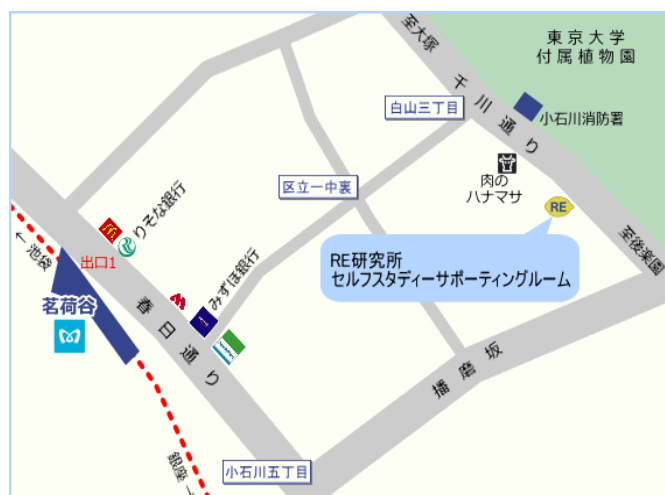 至大塚
東京大学
付属植物園
千川通り
白山三丁目
小石川消防署
肉の
ハナマサ
区立一中裏
RE
りそな銀行
至後楽園
RE研究所
セルフスタディーサポーティングルーム
← 池袋
出口1
みずほ銀行
茗荷谷
春日通り
播磨坂
小石川五丁目
銀座 →